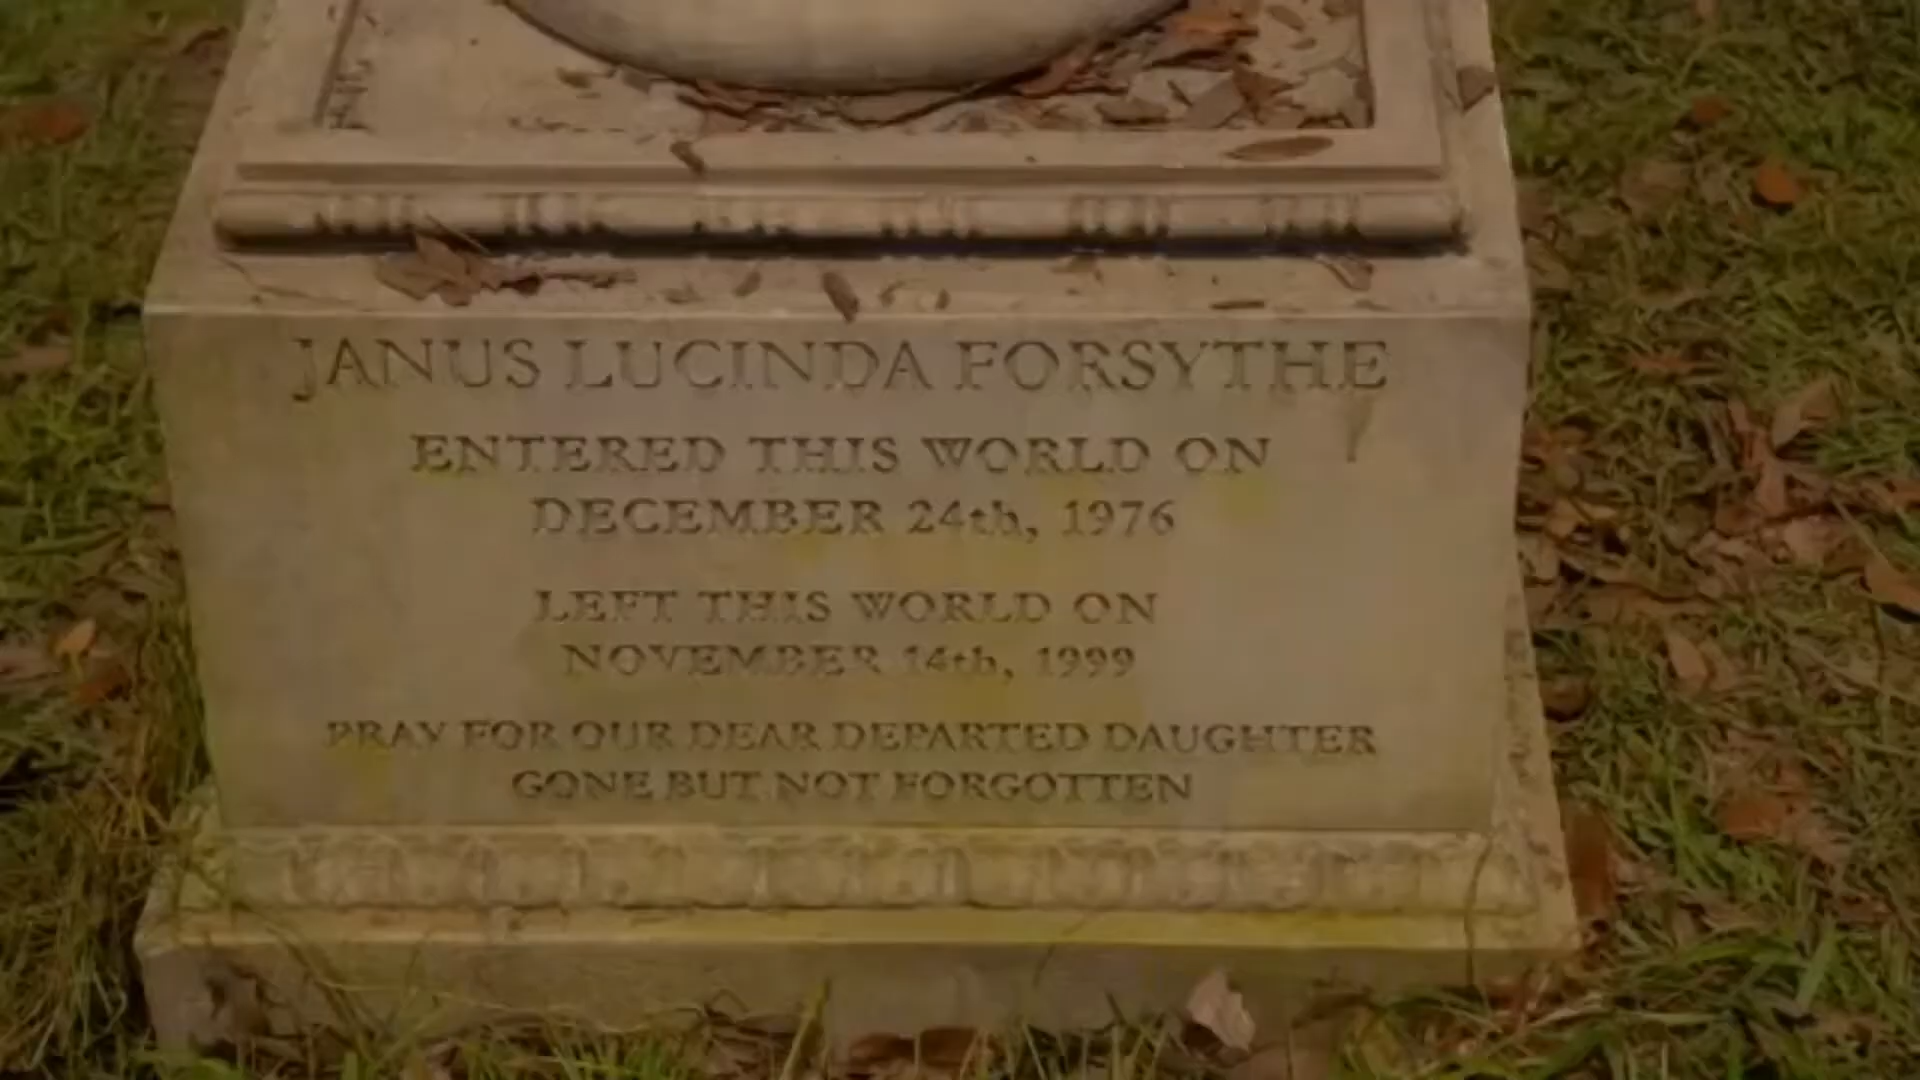 JANUS LUCINDA FORSYTHE
ENTERED THIS WORLD ON
DECEMBER 24th, 1976
LEFT THIS WORLD ON
NOVEMBER 14th, 1999
PRAY FOR OUR DEAR DEPARTED DAUGHTER
GONE BUT NOT FORGOTTEN